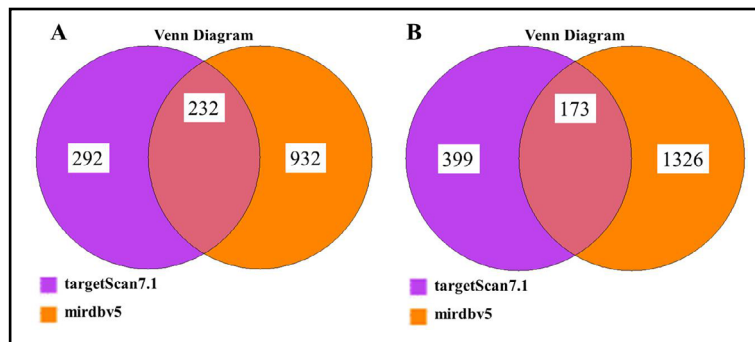 A
Venn Diagram
292
232
932
targetScan7.1
mirdbv5
B
Venn Diagram
399
173
1326
targetScan7.1
mirdbv5